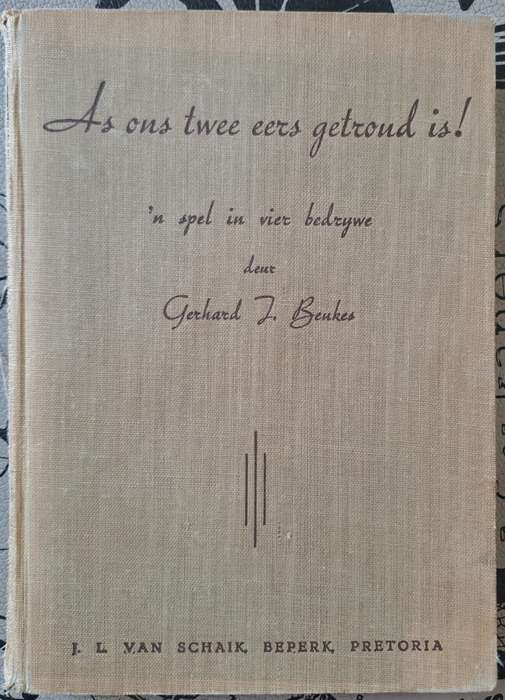 As ons twee eers getroud is!
'n spel in vier bedrywe
deur
Gerhard J. Beukes
J. L. VAN SCHAIK, BEPERK, PRETORIA